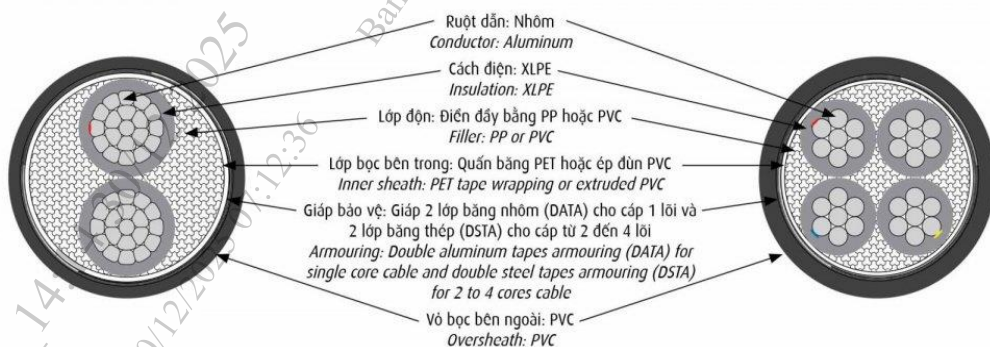 Ruột dẫn: Nhôm
Conductor: Aluminum
Cách điện: XLPE
Insulation: XLPE
Lớp độn: Điền đầy bằng PP hoặc PVC
Filler: PP or PVC
Lớp bọc bên trong: Quấn băng PET hoặc ép đùn PVC
Inner sheath: PET tape wrapping or extruded PVC
Giáp bảo vệ: Giáp 2 lớp băng nhôm (DATA) cho cáp 1 lõi và
2 lớp băng thép (DSTA) cho cáp từ 2 đến 4 lõi
Armouring: Double aluminum tapes armouring (DATA) for
single core cable and double steel tapes armouring (DSTA)
for 2 to 4 cores cable
Vỏ bọc bên ngoài: PVC
Oversheath: PVC